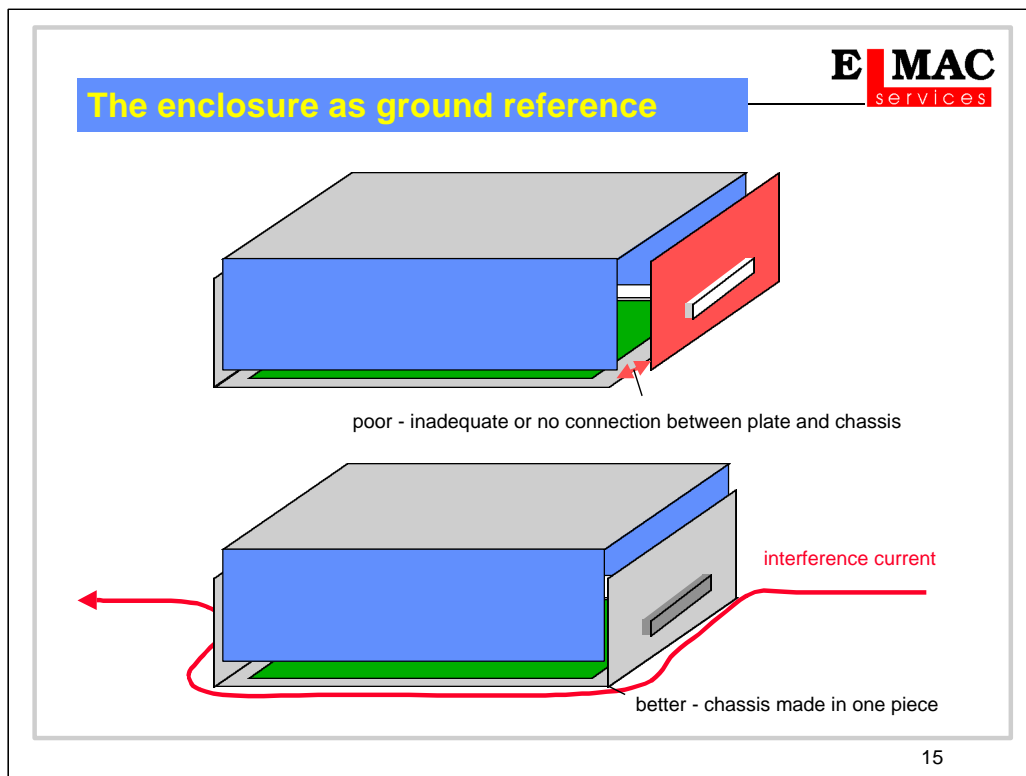 ELMAC
services
The enclosure as ground reference
poor - inadequate or no connection between plate and chassis
interference current
better - chassis made in one piece
15